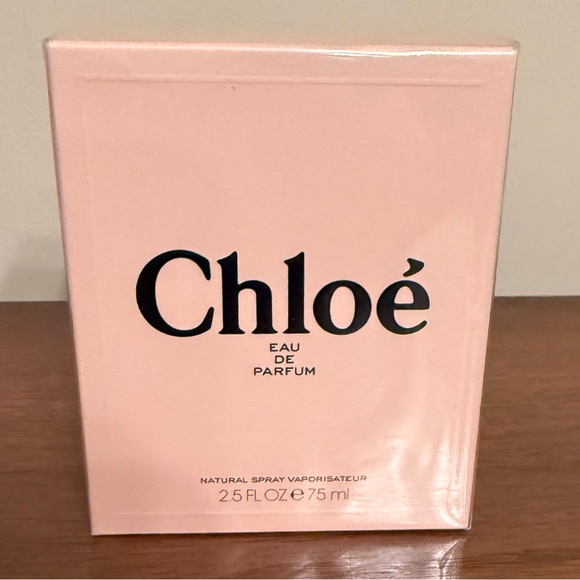 Chloé
EAU
DE
PARFUM
NATURAL SPRAY VAPORISATEUR
2.5 FL OZ ℮ 75 ml